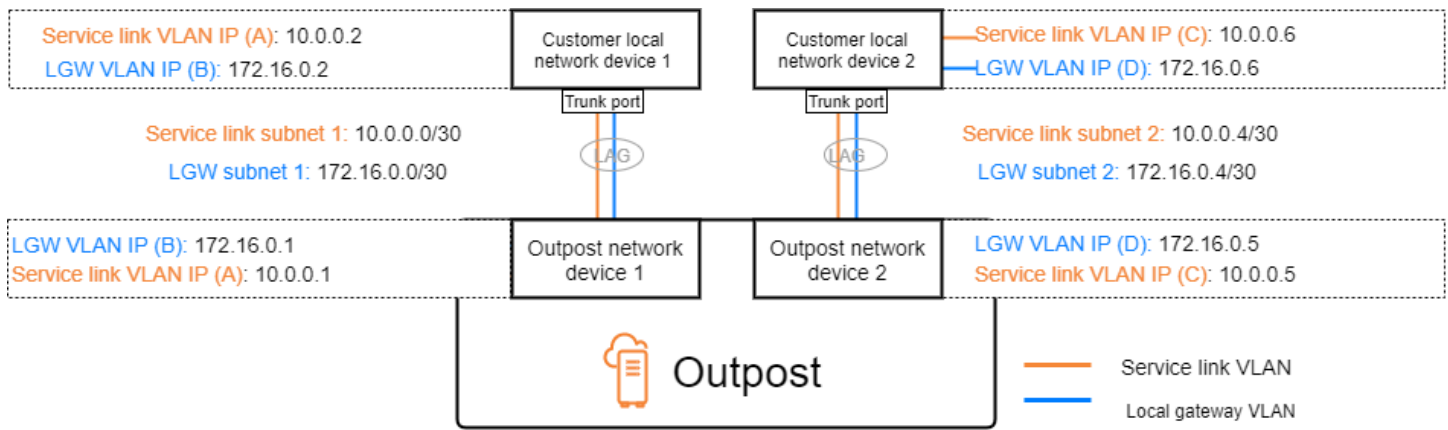 Service link VLAN IP (A): 10.0.0.2
LGW VLAN IP (B): 172.16.0.2
Customer local
network device 1
Customer local
network device 2
Service link VLAN IP (C): 10.0.0.6
LGW VLAN IP (D): 172.16.0.6
Trunk port
Trunk port
Service link subnet 1: 10.0.0.0/30
LGW subnet 1: 172.16.0.0/30
LAG
LAG
Service link subnet 2: 10.0.0.4/30
LGW subnet 2: 172.16.0.4/30
LGW VLAN IP (B): 172.16.0.1
Service link VLAN IP (A): 10.0.0.1
Outpost network
device 1
Outpost network
device 2
LGW VLAN IP (D): 172.16.0.5
Service link VLAN IP (C): 10.0.0.5
Outpost
Service link VLAN
Local gateway VLAN